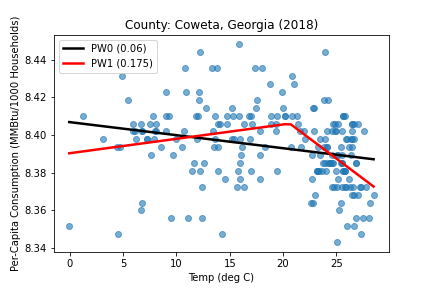 County: Coweta, Georgia (2018)
PW0 (0.06)
PW1 (0.175)
Per-Capita Consumption (MMBtu/1000 Households)
8.44
8.42
8.40
8.38
8.36
8.34
0 5 10 15 20 25
Temp (deg C)